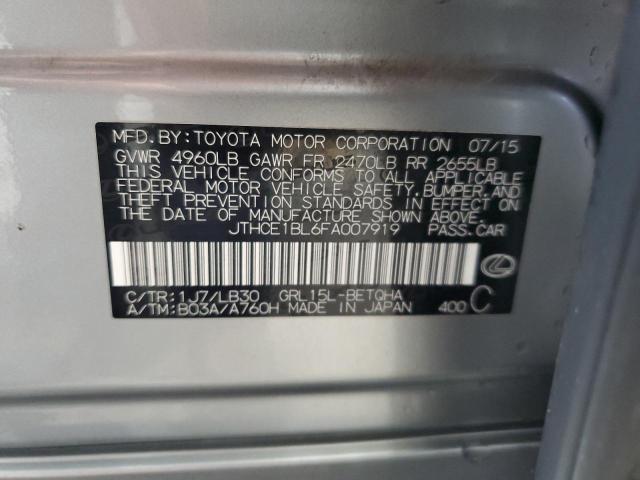 MFD.BY:TOYOTA MOTOR CORPORATION 07/15
GVWR 4960LB GAWR FR 2470LB RR 2655LB
THIS VEHICLE CONFORMS TO ALL APPLICABLE
FEDERAL MOTOR VEHICLE SAFETY,BUMPER,AND
THEFT PREVENTION STANDARDS IN EFFECT ON
THE DATE OF MANUFACTURE SHOWN ABOVE.
JTHCE1BL6FA007919 PASS.CAR
C/TR:1J7/LB30 GRL15L-BETQHA
A/TM:B03A/A760H MADE IN JAPAN 400 C